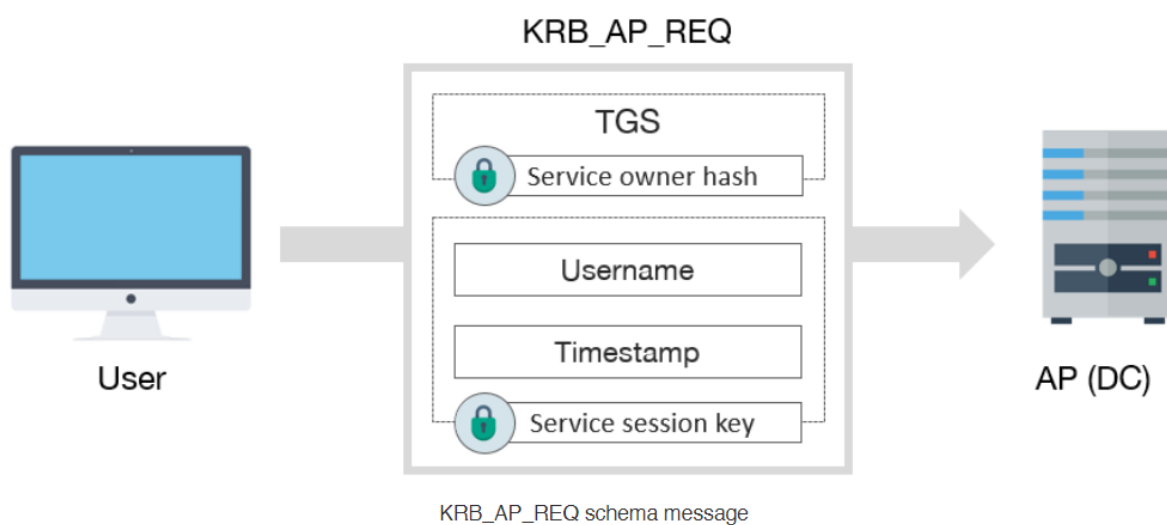 KRB_AP_REQ
TGS
Service owner hash
Username
Timestamp
Service session key
User
AP (DC)
KRB_AP_REQ schema message